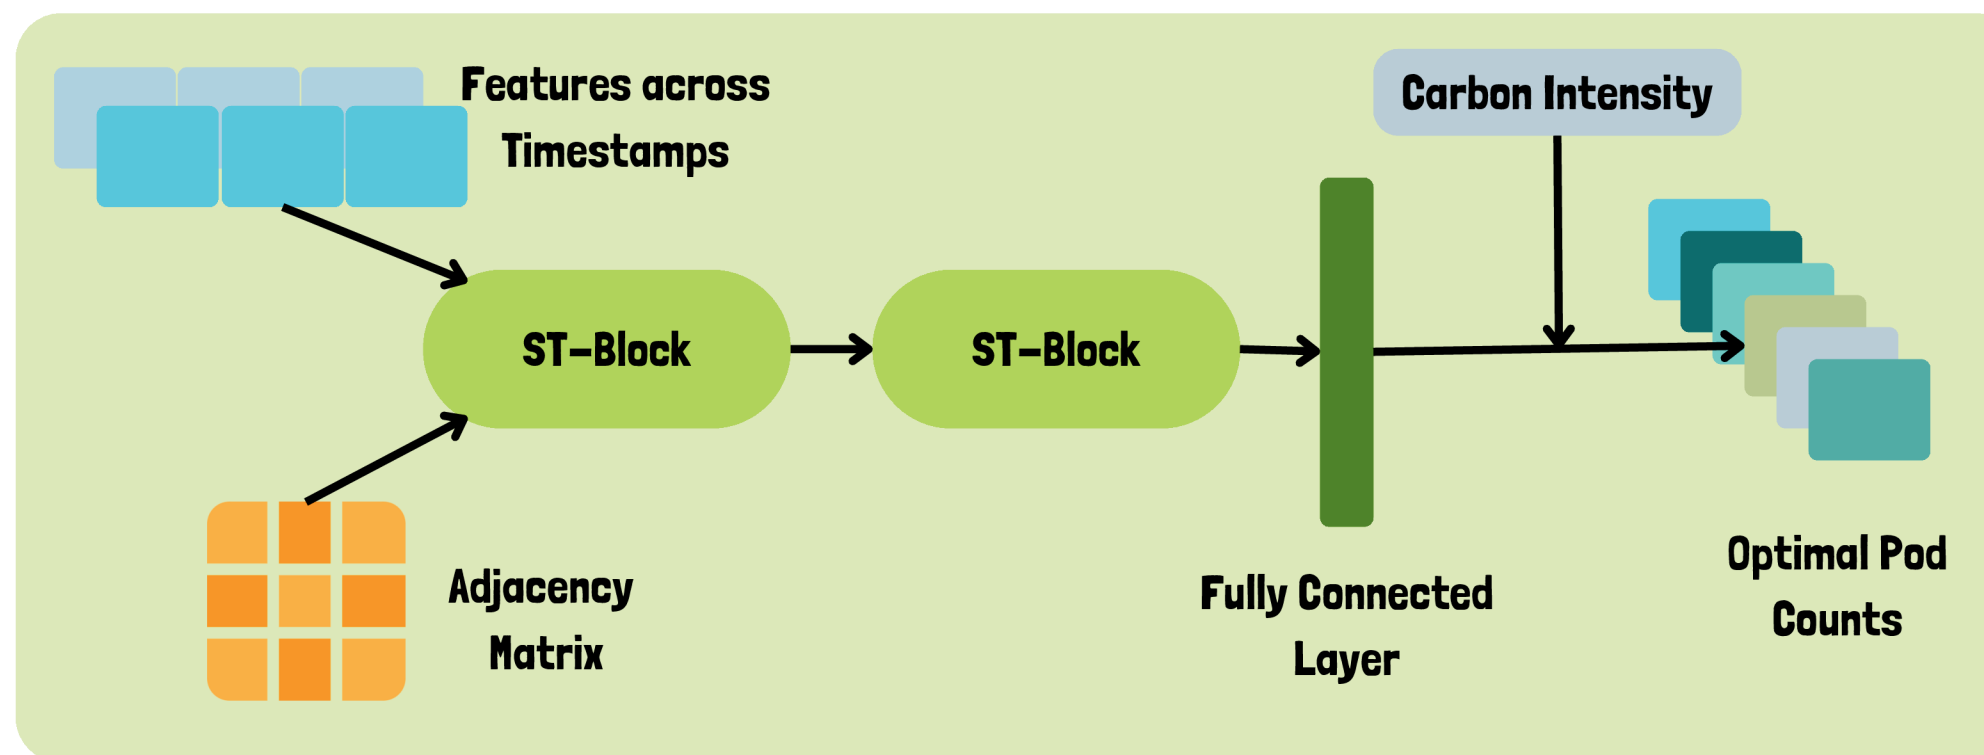 Features across
Timestamps
Carbon Intensity
ST-Block
ST-Block
Adjacency
Matrix
Fully Connected
Layer
Optimal Pod
Counts